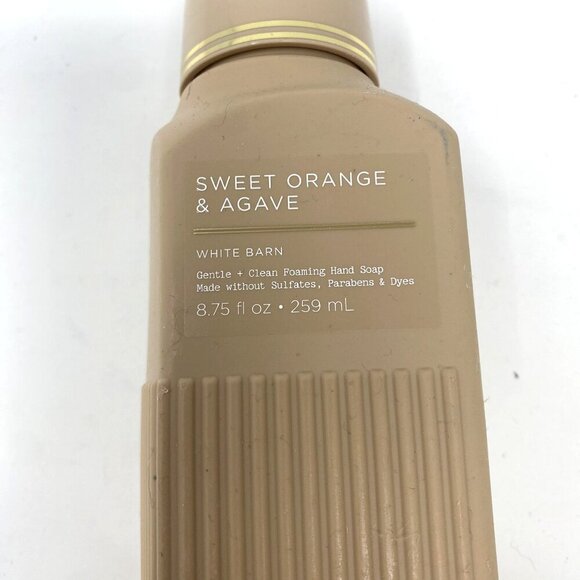 SWEET ORANGE
& AGAVE
WHITE BARN
Gentle + Clean Foaming Hand Soap
Made without Sulfates, Parabens & Dyes
8.75 fl oz • 259 mL